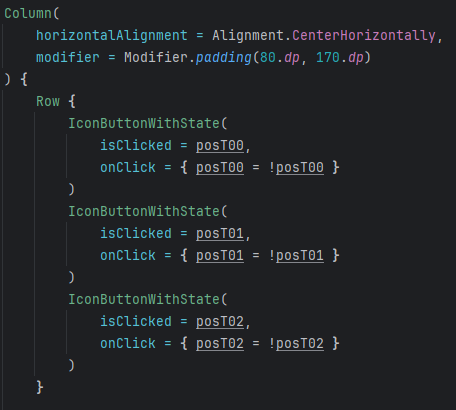 Column(
    horizontalAlignment = Alignment.CenterHorizontally,
    modifier = Modifier.padding(80.dp, 170.dp)
) {
    Row {
        IconButtonWithState(
            isClicked = posT00,
            onClick = { posT00 = !posT00 }
        )
        IconButtonWithState(
            isClicked = posT01,
            onClick = { posT01 = !posT01 }
        )
        IconButtonWithState(
            isClicked = posT02,
            onClick = { posT02 = !posT02 }
        )
    }